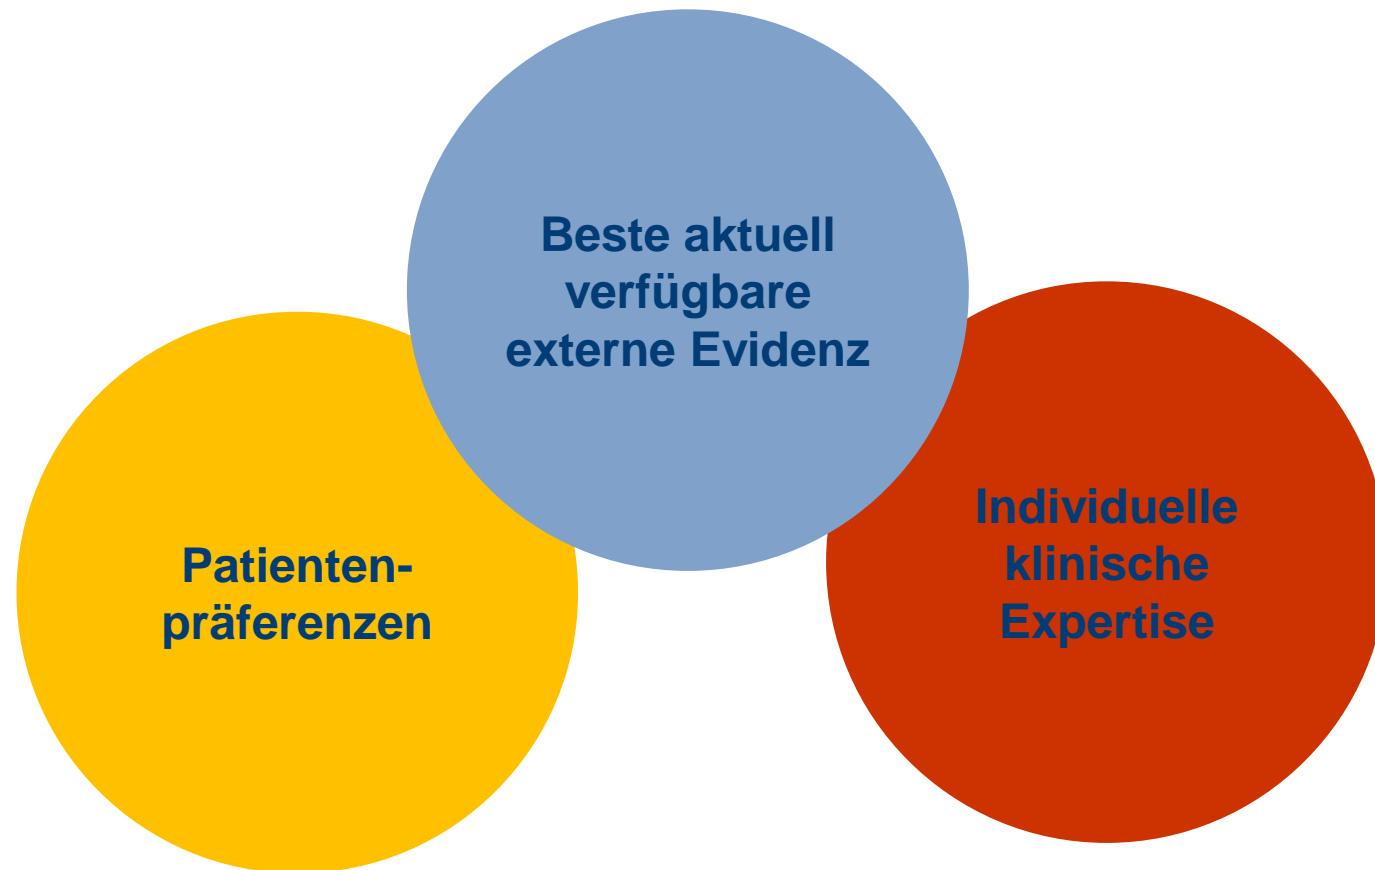 Beste aktuell
verfügbare
externe Evidenz
Patienten-
präferenzen
Individuelle
klinische
Expertise